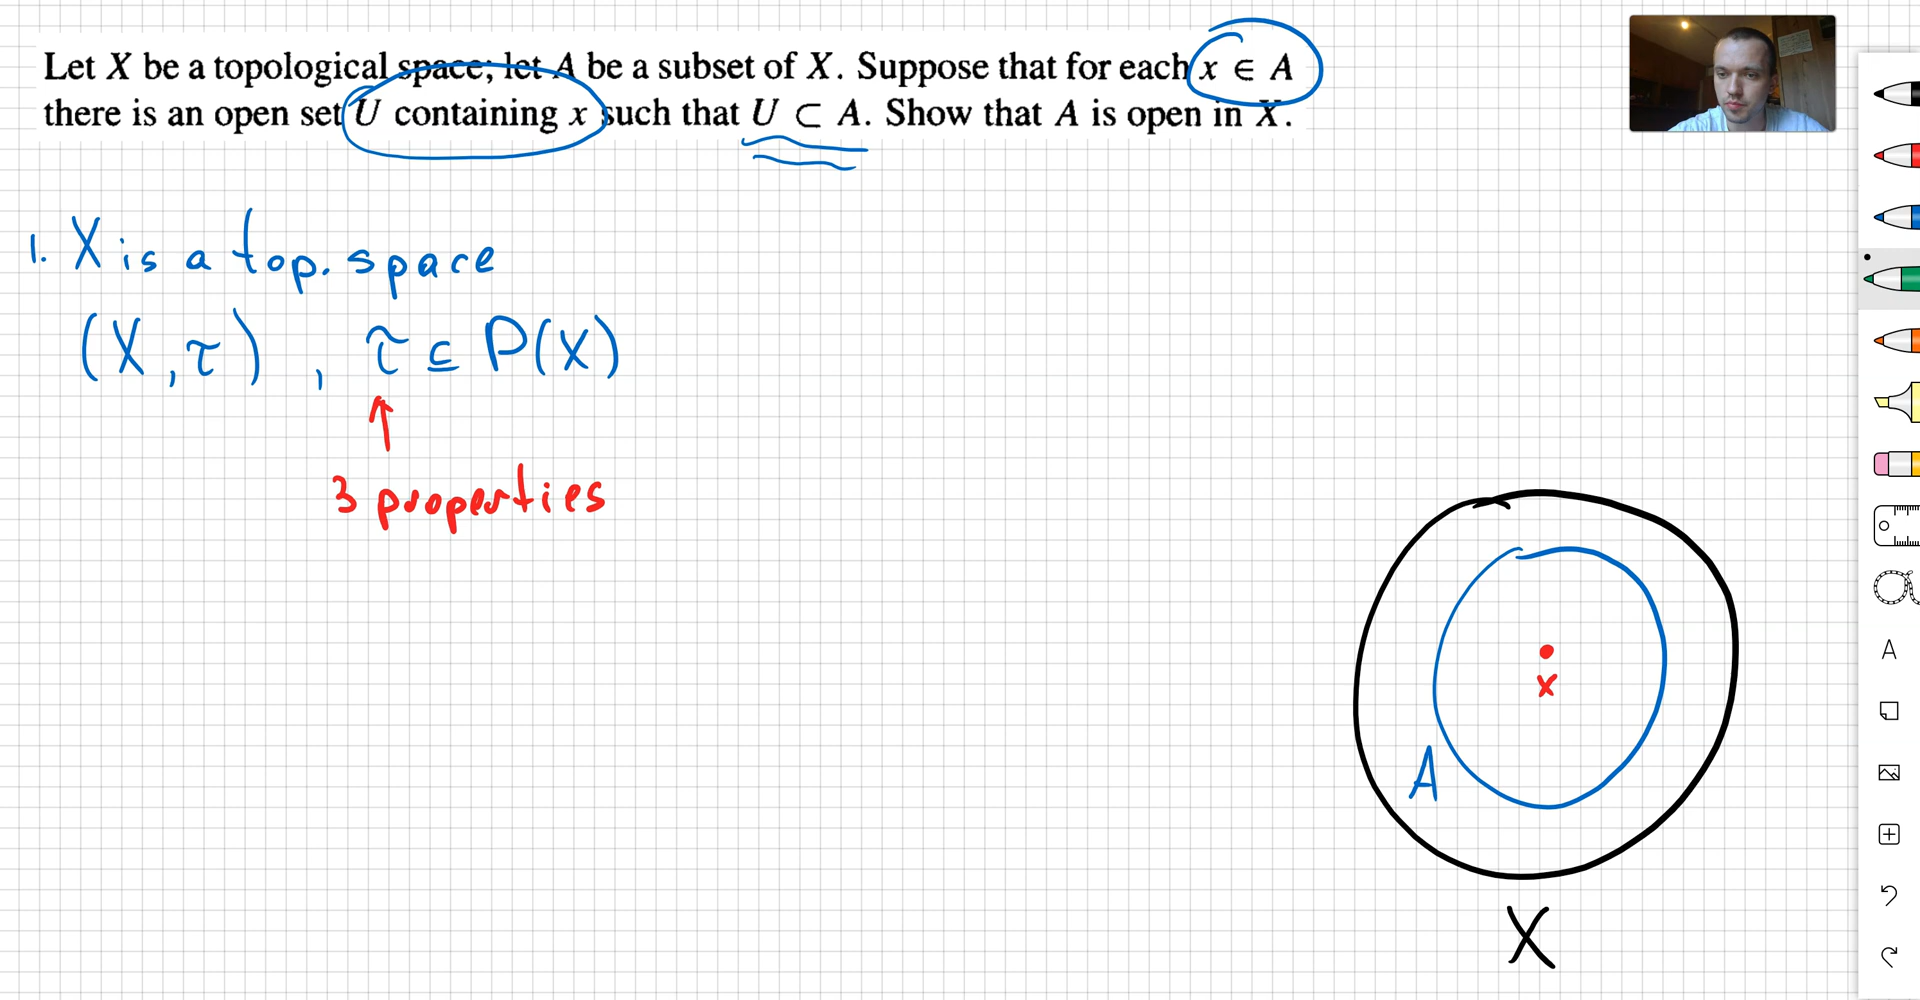 Let X be a topological space; let A be a subset of X. Suppose that for each x ∈ A
there is an open set U containing x such that U ⊂ A. Show that A is open in X.
1. X is a top. space
(X, τ) , τ ⊆ P(X)
3 properties
x
A
X
A